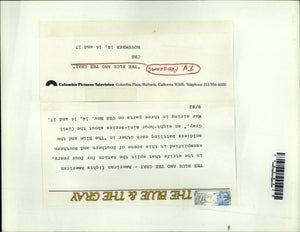 T.V. Programs
NOVEMBER 14, 16 and 17
CBS
"THE BLUE AND THE GRAY"
Columbia Pictures Television Columbia Plaza, Burbank, California 91505, Telephone 213-954-6000
THE BLUE & THE GRAY
THE BLUE AND THE GRAY - American fights American
in the strife that split the nation for four years,
exemplified in this scene of Southern and Northern
soldiers battling each other in "The Blue and the
Gray," an eight-hour mini-series about the Civil
War airing in three parts on CBS Nov. 14, 16 and 17.
9/82